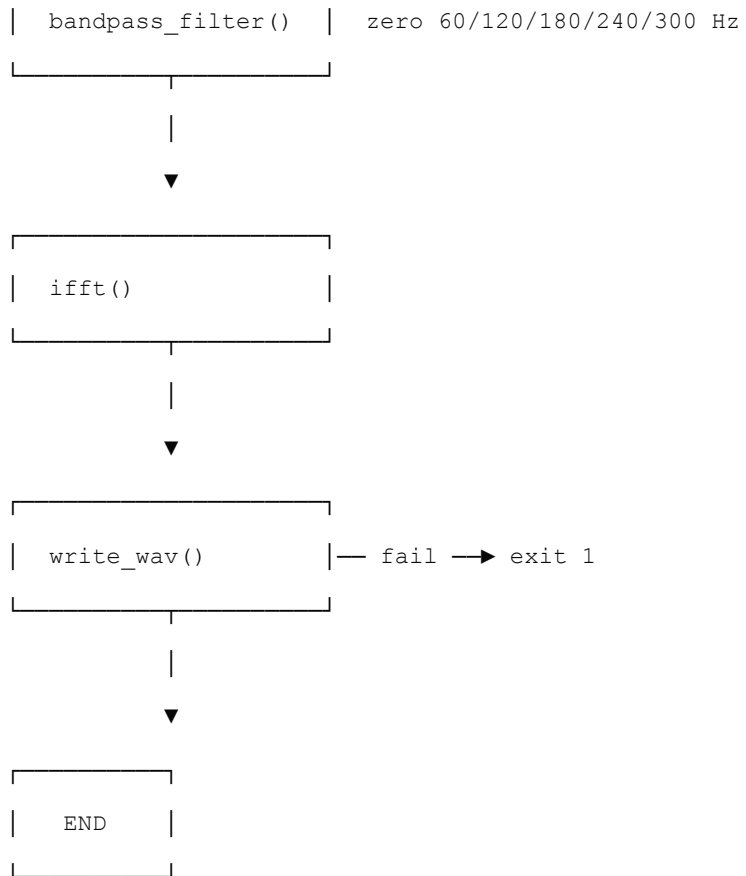 bandpass_filter() zero 60/120/180/240/300 Hz
ifft()
write_wav() fail exit 1
END